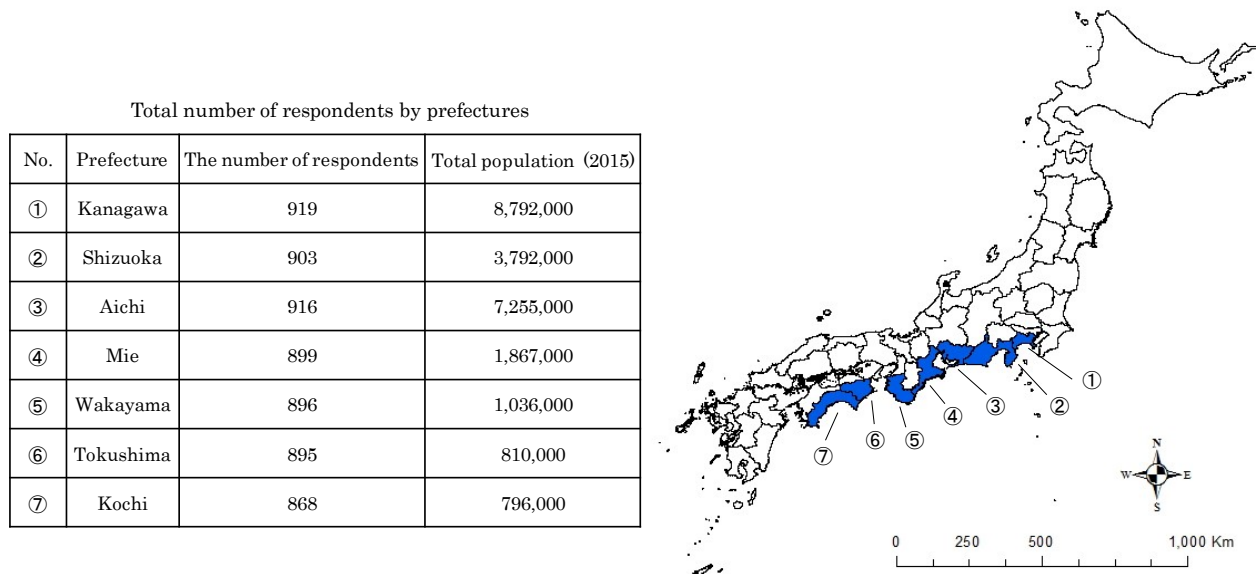 Total number of respondents by prefectures
No. Prefecture The number of respondents Total population (2015)
① Kanagawa 919 8,792,000
② Shizuoka 903 3,792,000
③ Aichi 916 7,255,000
④ Mie 899 1,867,000
⑤ Wakayama 896 1,036,000
⑥ Tokushima 895 810,000
⑦ Kochi 868 796,000
①
②
③
④
⑤
⑥
⑦
N
W E
S
0 250 500 1,000 Km